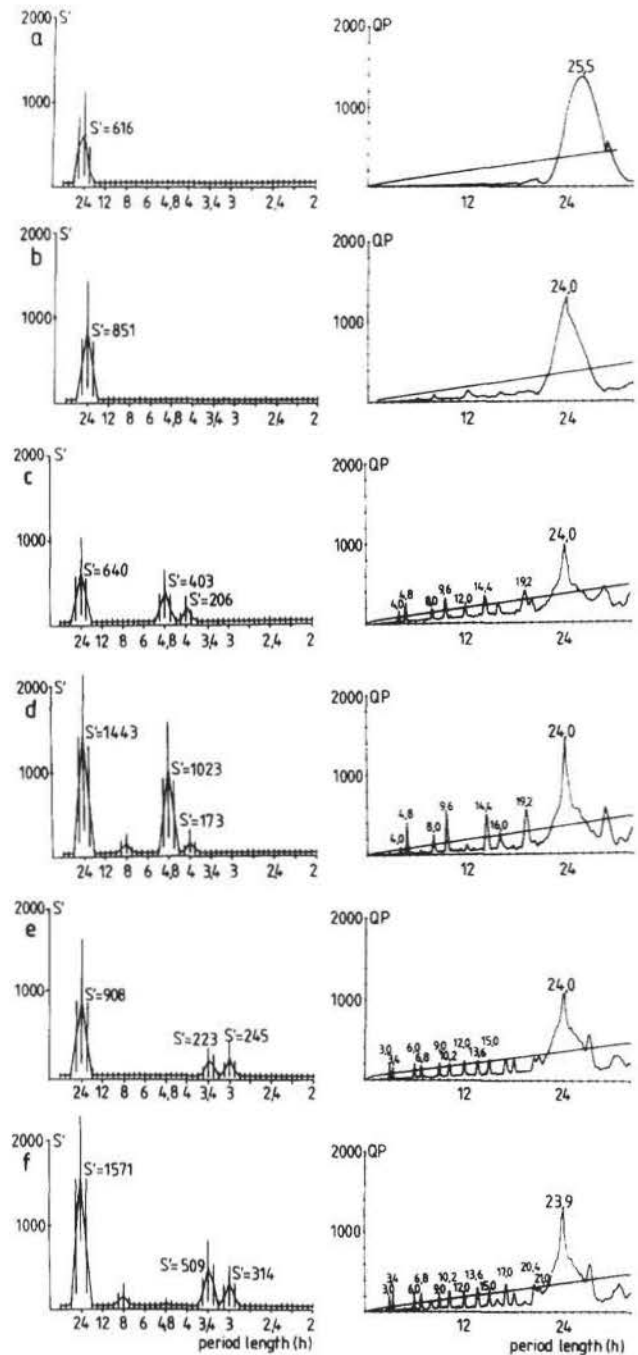 2000 S'
a
1000
S'=616
24 12 8 6 4,8 4 3,4 3 2,4 2
2000 QP
25,5
1000
12 24
2000 S'
b
1000
S'=851
24 12 8 6 4,8 4 3,4 3 2,4 2
2000 QP
24,0
1000
12 24
2000 S'
c
1000
S'=640
S'=403
S'=206
24 12 8 6 4,8 4 3,4 3 2,4 2
2000 QP
24,0
1000
4,0 4,8 8,0 9,6 12,0 14,4 19,2
12 24
2000 S'
d
S'=1443
1000
S'=1023
S'=173
24 12 8 6 4,8 4 3,4 3 2,4 2
2000 QP
24,0
1000
4,0 4,8 8,0 9,6 14,4 16,0 19,2
12 24
2000 S'
e
1000
S'=908
S'=223
S'=245
24 12 8 6 4,8 4 3,4 3 2,4 2
2000 QP
24,0
1000
3,0 3,4 6,0 6,8 9,0 10,2 12,0 13,6 15,0
12 24
2000 S'
f
S'=1571
1000
S'=509
S'=314
24 12 8 6 4,8 4 3,4 3 2,4 2
period length (h)
2000 QP
23,9
1000
3,0 3,4 6,0 6,8 9,0 10,2 12,0 13,6 15,0 17,0 20,4 21,0
12 24
period length (h)